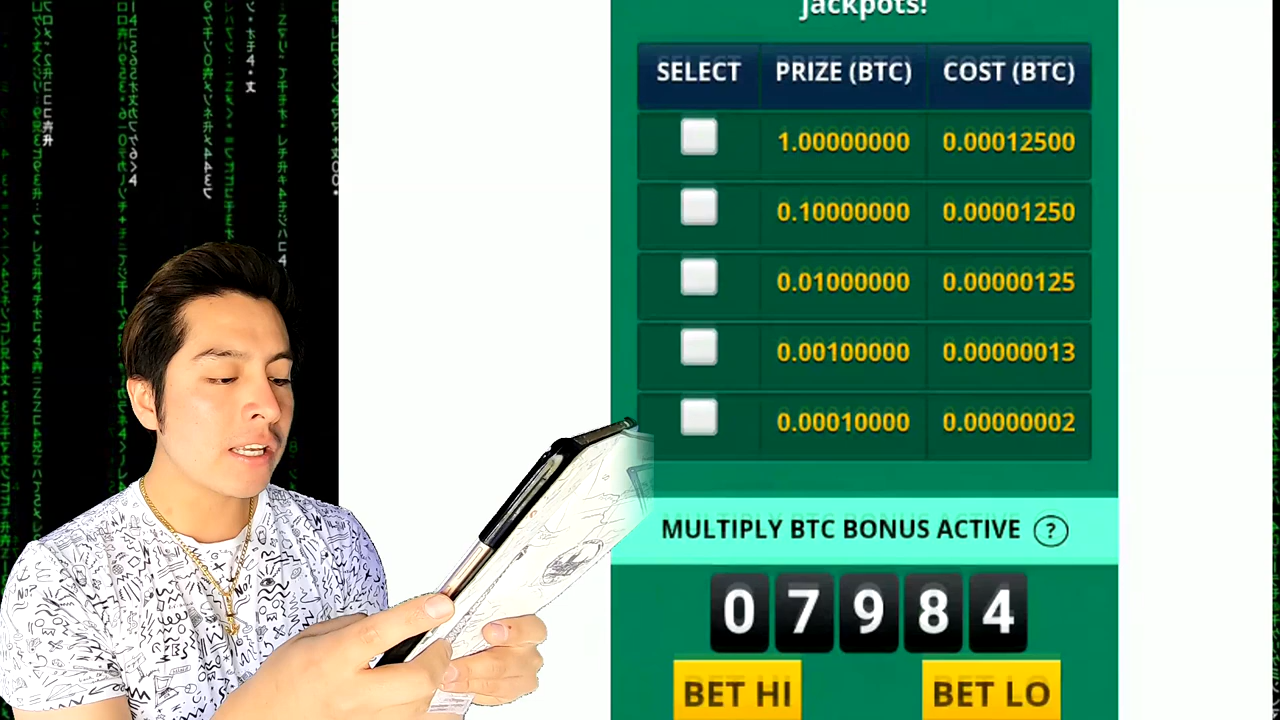 jackpots!
SELECT PRIZE (BTC) COST (BTC)
1.00000000 0.00012500
0.10000000 0.00001250
0.01000000 0.00000125
0.00100000 0.00000013
0.00010000 0.00000002
MULTIPLY BTC BONUS ACTIVE ?
0 7 9 8 4
BET HI BET LO